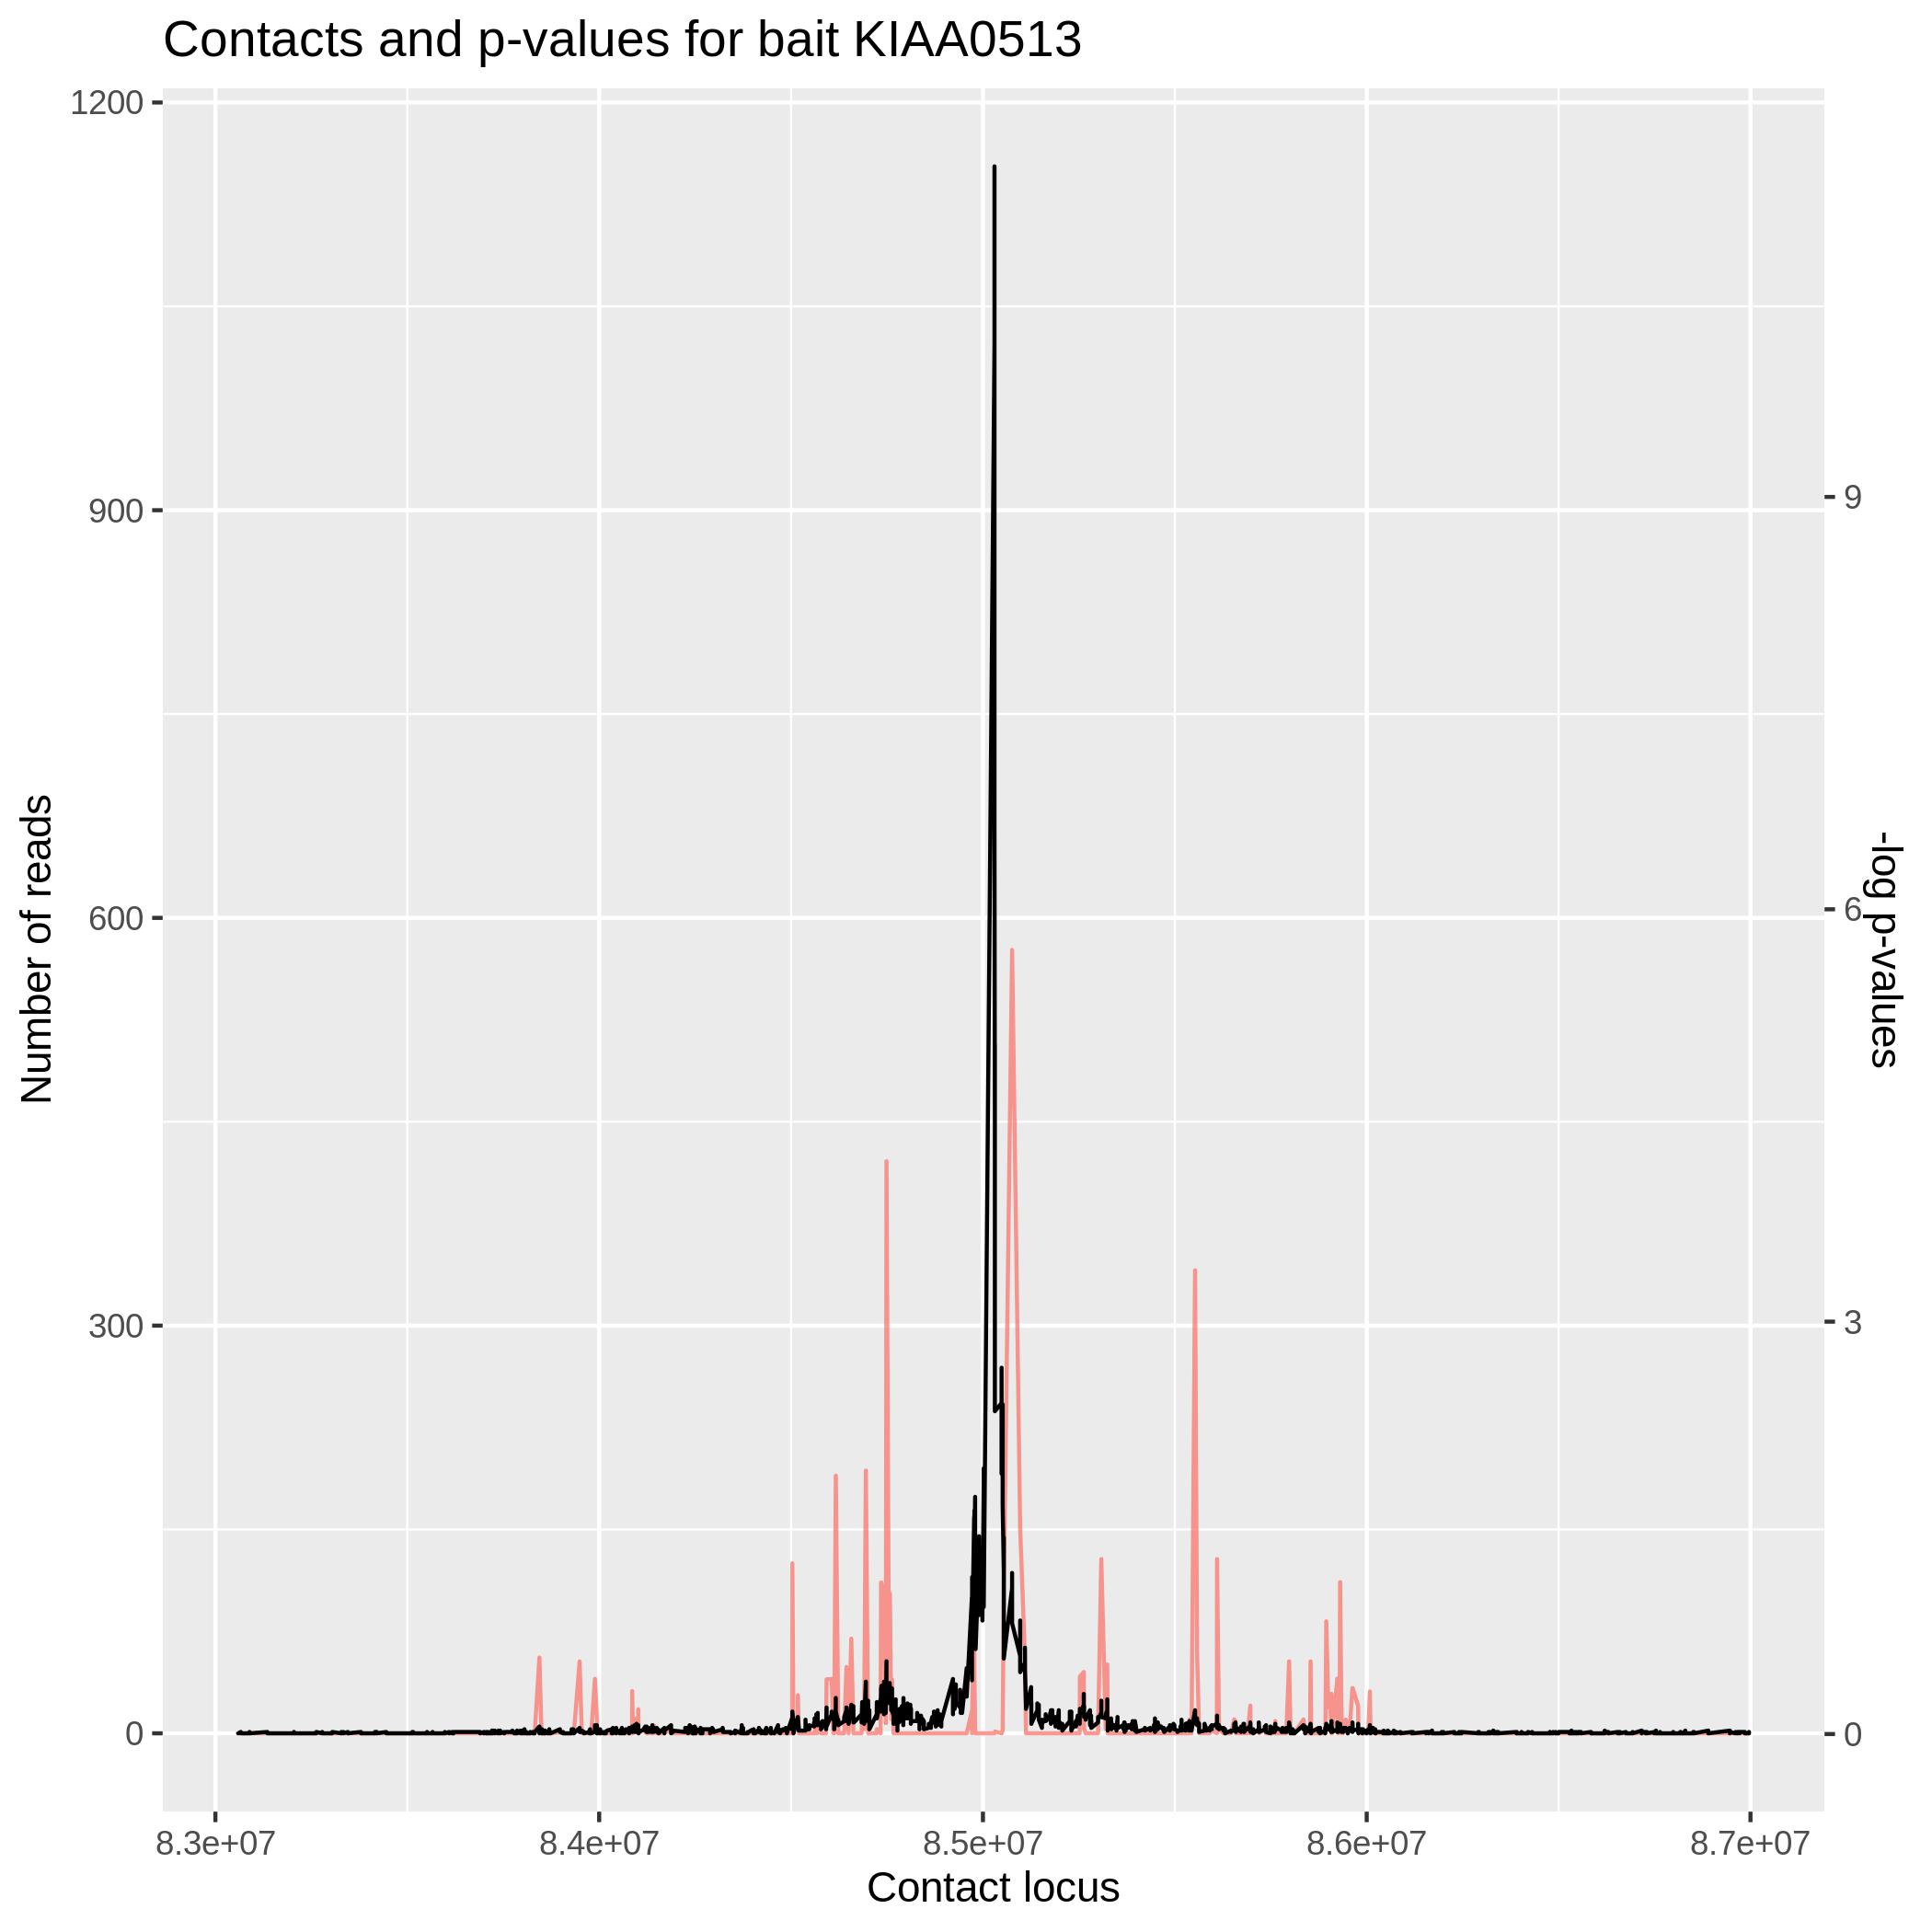 Contacts and p-values for bait KIAA0513
1200
900
600
300
0
Number of reads
9
6
3
0
-log p-values
8.3e+07 8.4e+07 8.5e+07 8.6e+07 8.7e+07
Contact locus